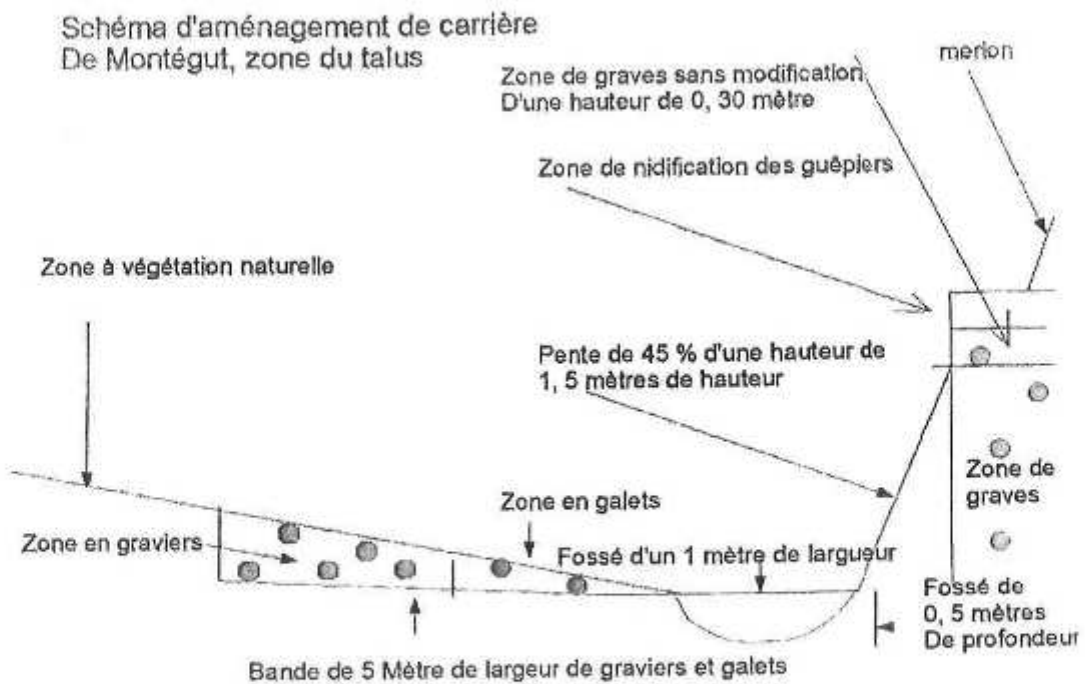 Schéma d'aménagement de carrière
De Montégut, zone du talus
merlon
Zone de graves sans modification
D'une hauteur de 0, 30 mètre
Zone de nidification des guêpiers
Zone à végétation naturelle
Pente de 45 % d'une hauteur de
1, 5 mètres de hauteur
Zone de
graves
Zone en galets
Zone en graviers
Fossé d'un 1 mètre de largueur
Fossé de
0, 5 mètres
De profondeur
Bande de 5 Mètre de largeur de graviers et galets